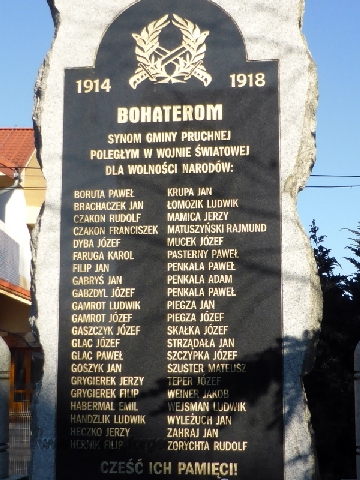 1914 1918
BOHATEROM
SYNOM GMINY PRUCHNEJ
POLEGŁYM W WOJNIE ŚWIATOWEJ
DLA WOLNOŚCI NARODÓW:
BORUTA PAWEŁ
BRACHACZEK JAN
CZAKON RUDOLF
CZAKON FRANCISZEK
DYBA JÓZEF
FARUGA KAROL
FILIP JAN
GABRYŚ JAN
GABZDYL JÓZEF
GAMROT LUDWIK
GAMROT JÓZEF
GASZCZYK JÓZEF
GLAC JÓZEF
GLAC PAWEŁ
GOSZYK JAN
GRYGIEREK JERZY
GRYGIEREK FILIP
HABERMAL EMIL
HANDZLIK LUDWIK
HECZKO JERZY
HERNIK FILIP
KRUPA JAN
ŁOMOZIK LUDWIK
MAMICA JERZY
MATUSZYŃSKI RAJMUND
MUCEK JÓZEF
PASTERNY PAWEŁ
PENKALA PAWEŁ
PENKALA ADAM
PENKALA PAWEŁ
PIEGZA JAN
PIEGZA JÓZEF
SKAŁKA JÓZEF
STRZĄDAŁA JAN
SZCZYPKA JÓZEF
SZUSTER MATEUSZ
TEPER JÓZEF
WEINER JAKOB
WEJSMAN LUDWIK
WYLEŻUCH JAN
ZAHRAJ JAN
ZORYCHTA RUDOLF
CZEŚĆ ICH PAMIĘCI!